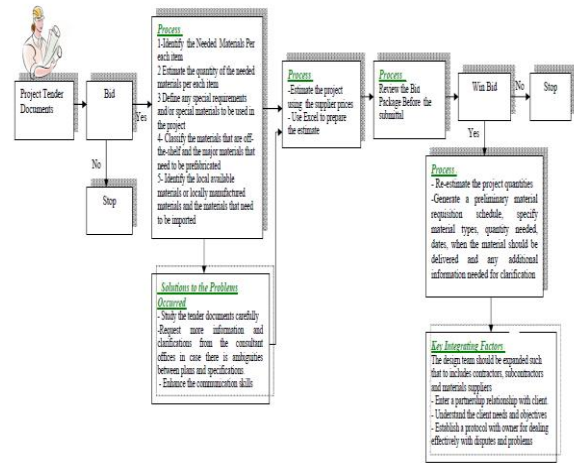 Project Tender
Documents
Bid
Yes
No
Stop
Process
1-Identify the Needed Materials Per
each item
2 Estimate the quantity of the needed
materials per each item
3 Define any special requirements
and/or special materials to be used in
the project
4- Classify the materials that are off-
the-shelf and the major materials that
need to be prefabricated
5- Identify the local available
materials or locally manufactured
materials and the materials that need
to be imported
Solutions to the Problems
Occurred
- Study the tender documents carefully
-Request more information and
clarifications from the consultant
offices in case there is ambiguities
between plans and specifications.
- Enhance the communication skills
Process
-Estimate the project
using the supplier prices
- Use Excel to prepare
the estimate
Process
Review the Bin
Package Before the
submittal
Win Bid
No
Stop
Yes
Process
- Re-estimate the project quantities
-Generate a preliminary material
requisition schedule, specify
material types, quantity needed,
dates, when the material should be
delivered and any additional
information needed for clarification
Key Integrating Factors
The design team should be expanded such
that to includes contractors, subcontractors
and materials suppliers
- Enter a partnership relationship with client.
- Understand the client needs and objectives
- Establish a protocol with owner for dealing
effectively with disputes and problems